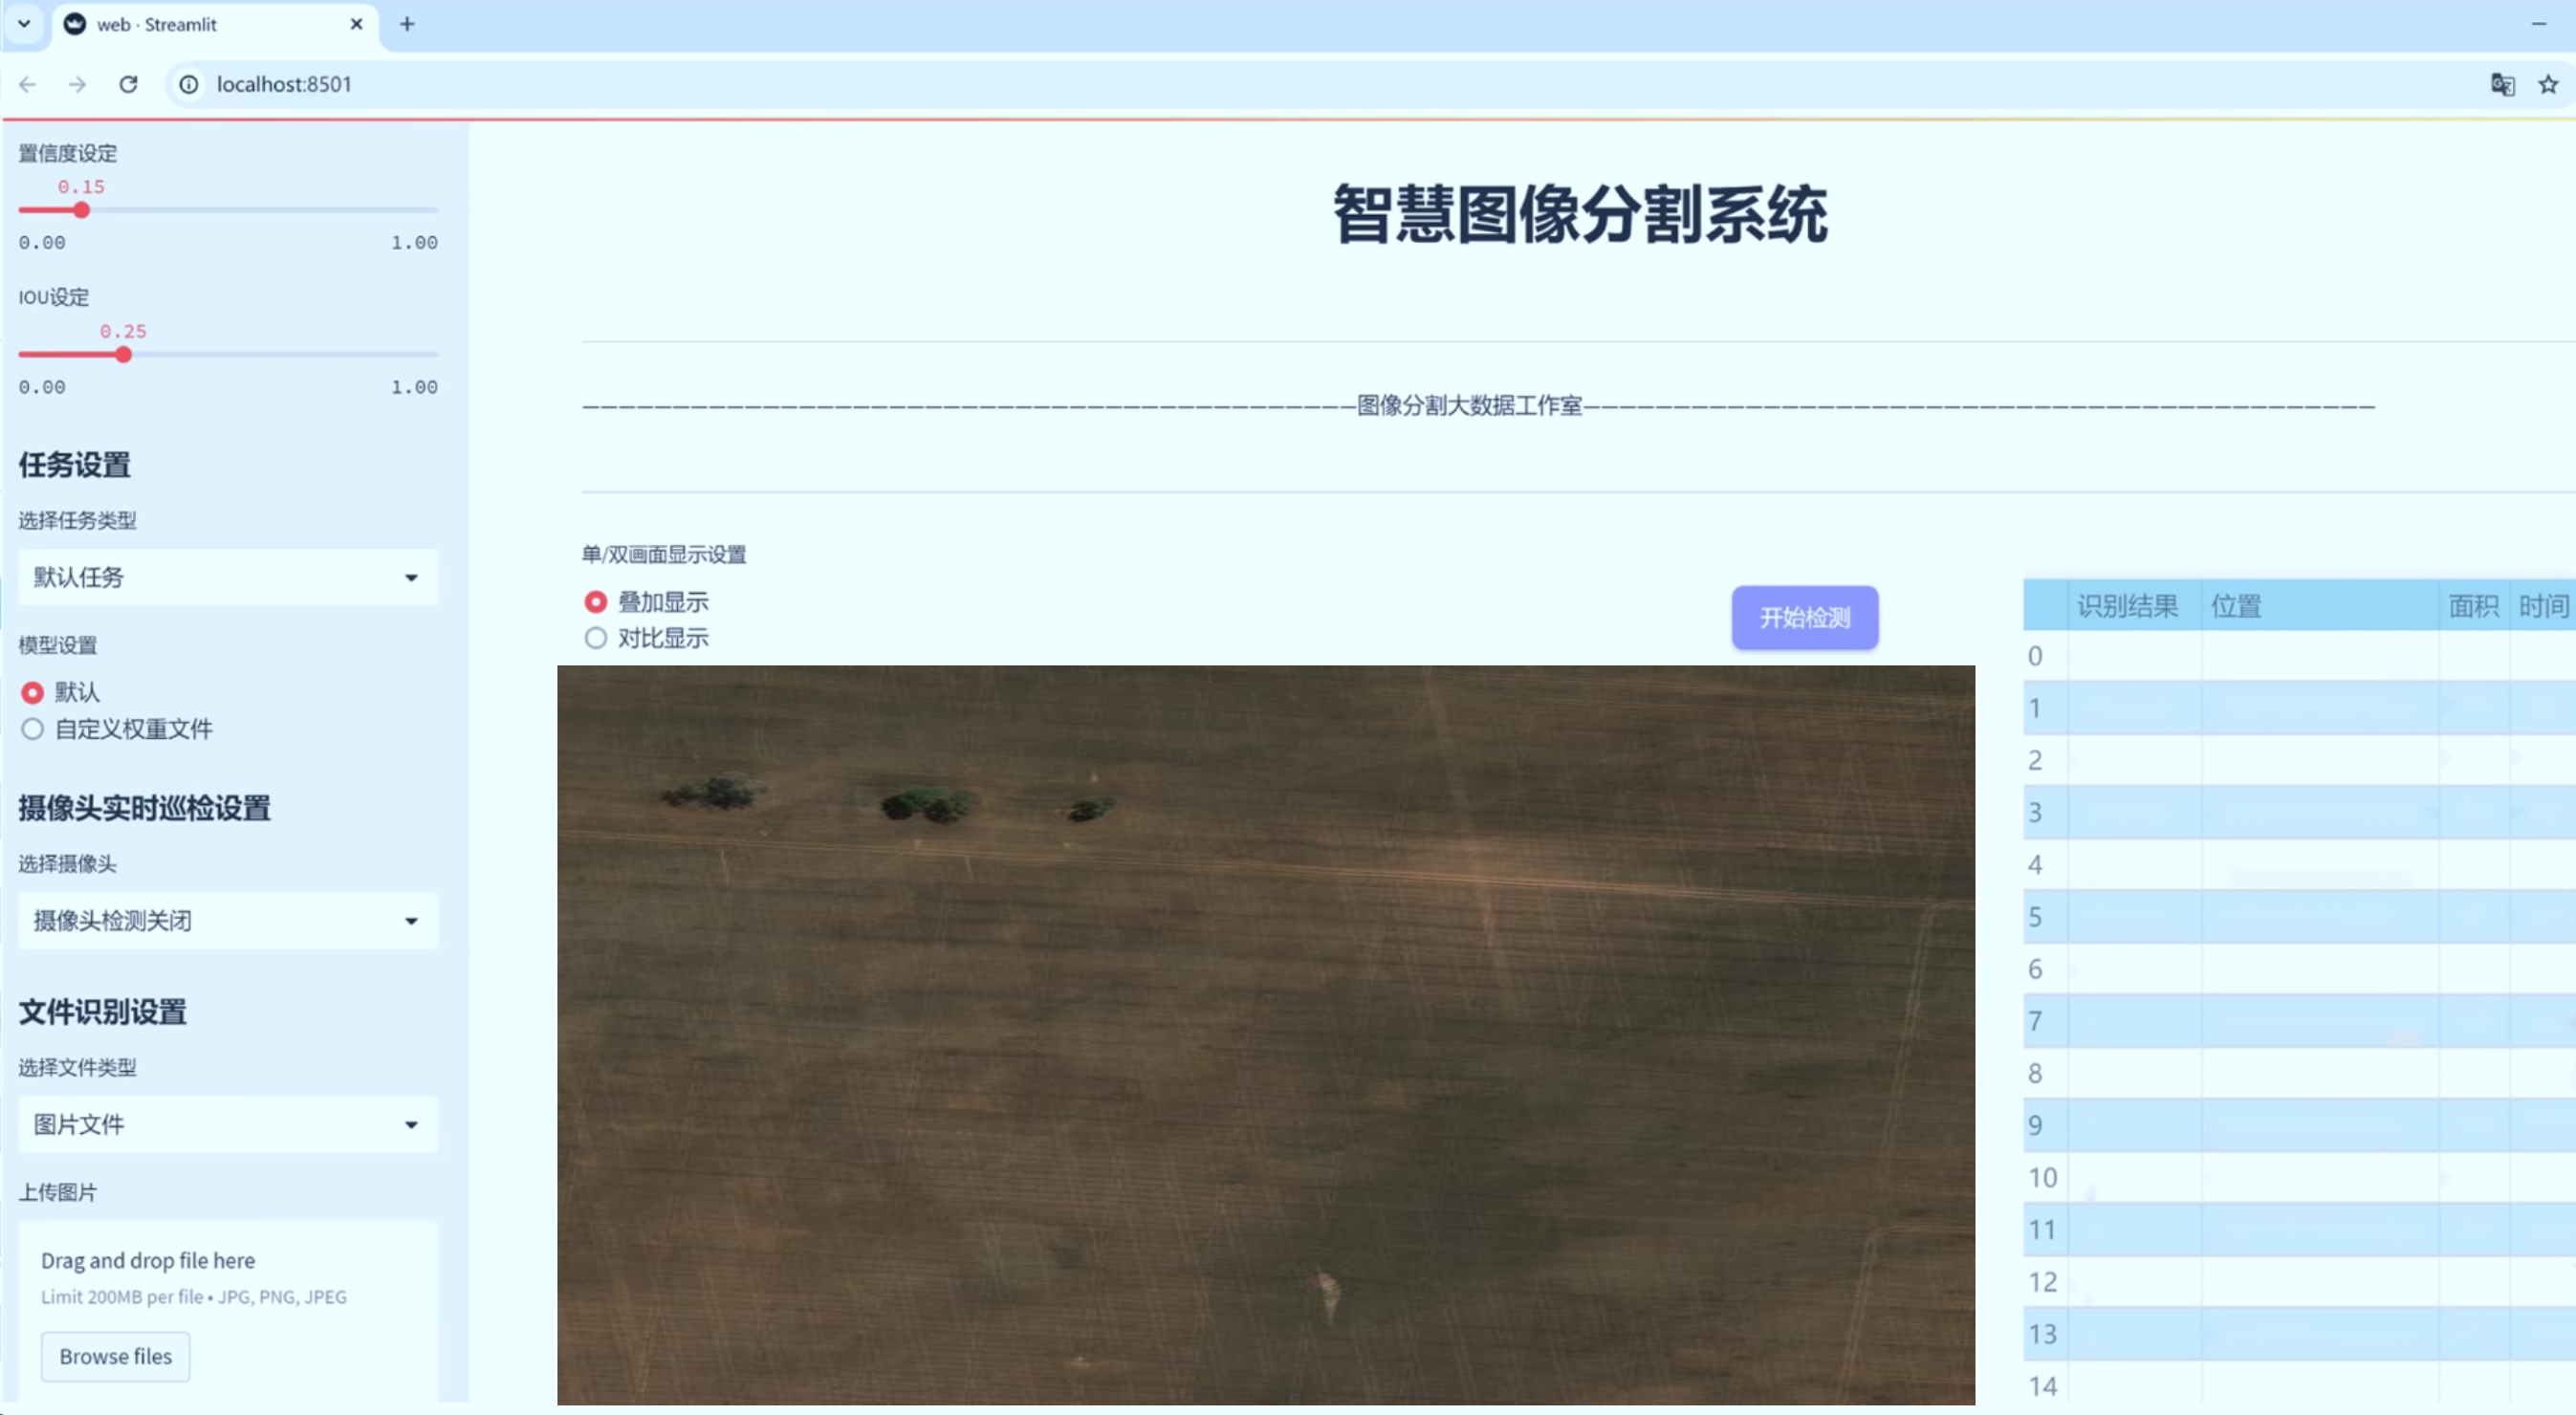 web · Streamlit
localhost:8501
置信度设定
0.15
0.00 1.00
IOU设定
0.25
0.00 1.00
任务设置
选择任务类型
默认任务
模型设置
默认
自定义权重文件
摄像头实时巡检设置
选择摄像头
摄像头检测关闭
文件识别设置
选择文件类型
图片文件
上传图片
Drag and drop file here
Limit 200MB per file • JPG, PNG, JPEG
Browse files
智慧图像分割系统
———————————————————————————————————————————图像分割大数据工作室————————————————————————————————————————————
单/双画面显示设置
叠加显示
对比显示
开始检测
识别结果 位置 面积 时间
0
1
2
3
4
5
6
7
8
9
10
11
12
13
14